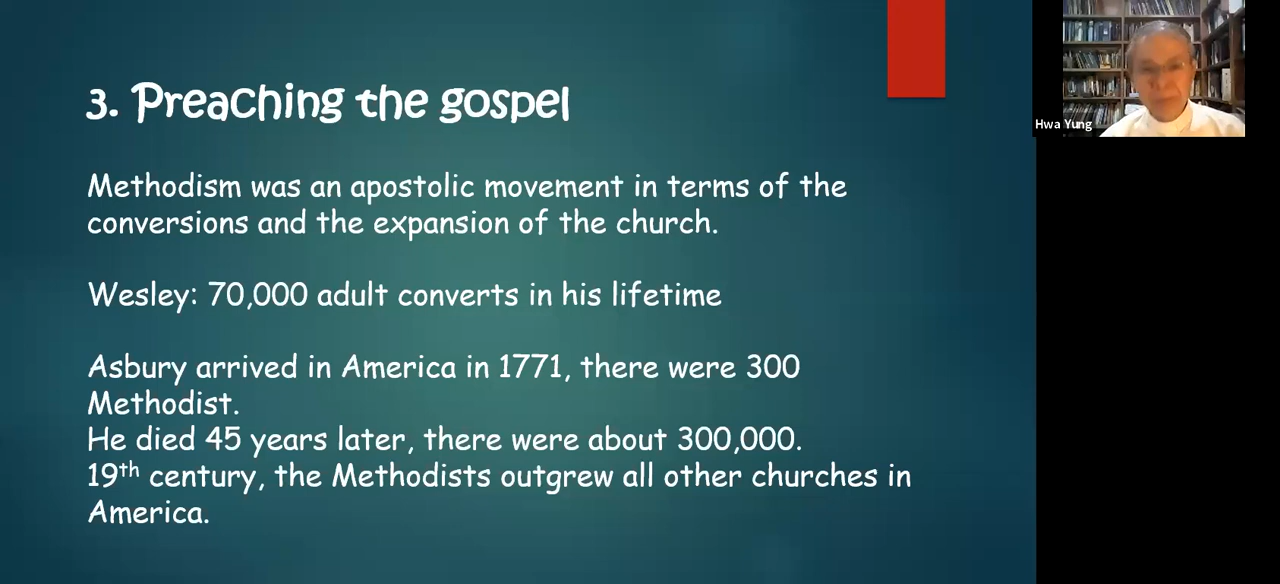 3. Preaching the gospel
Methodism was an apostolic movement in terms of the
conversions and the expansion of the church.
Wesley: 70,000 adult converts in his lifetime
Asbury arrived in America in 1771, there were 300
Methodist.
He died 45 years later, there were about 300,000.
19th century, the Methodists outgrew all other churches in
America.
Hwa Yung